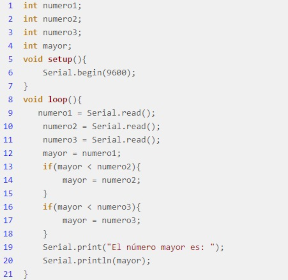 1 int numero1;
2 int numero2;
3 int numero3;
4 int mayor;
5 void setup(){
6     Serial.begin(9600);
7 }
8 void loop(){
9    numero1 = Serial.read();
10    numero2 = Serial.read();
11    numero3 = Serial.read();
12    mayor = numero1;
13    if(mayor < numero2){
14        mayor = numero2;
15    }
16    if(mayor < numero3){
17        mayor = numero3;
18    }
19    Serial.print("El número mayor es: ");
20    Serial.println(mayor);
21 }